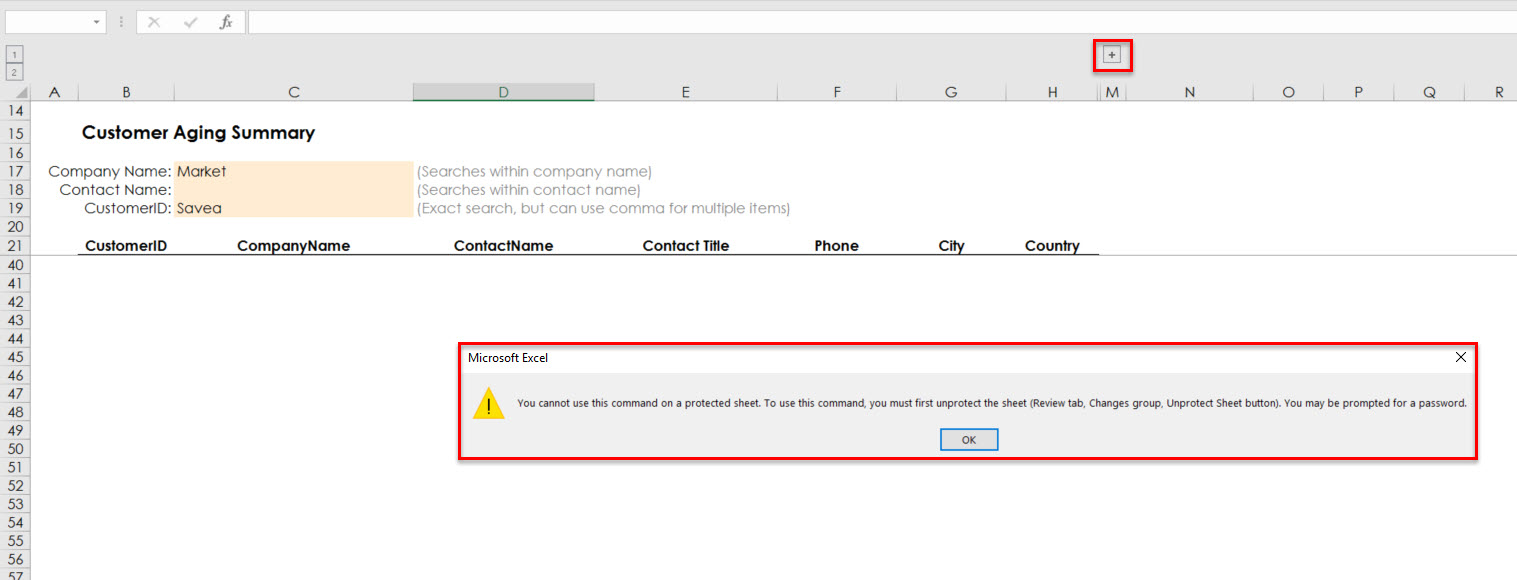 fx
+
1
2
A B C D E F G H M N O P Q R
14
15 Customer Aging Summary
16
17 Company Name: Market (Searches within company name)
18 Contact Name: (Searches within contact name)
19 CustomerID: Savea (Exact search, but can use comma for multiple items)
20
21 CustomerID CompanyName ContactName Contact Title Phone City Country
40
41
42
43
44
45 Microsoft Excel
46
47
48 You cannot use this command on a protected sheet. To use this command, you must first unprotect the sheet (Review tab, Changes group, Unprotect Sheet button). You may be prompted for a password.
49
50 OK
51
52
53
54
55
56
57